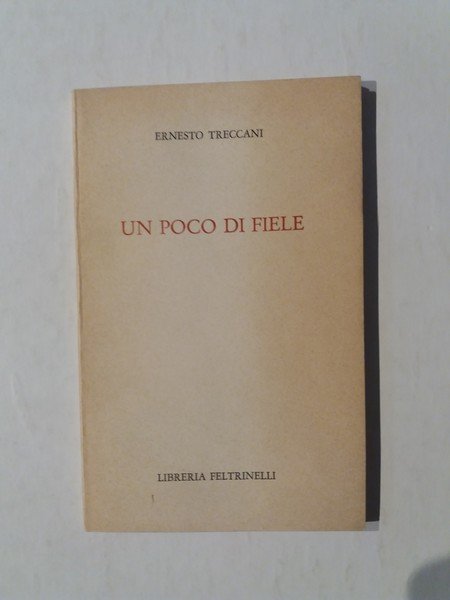 ERNESTO TRECCANI
UN POCO DI FIELE
LIBRERIA FELTRINELLI